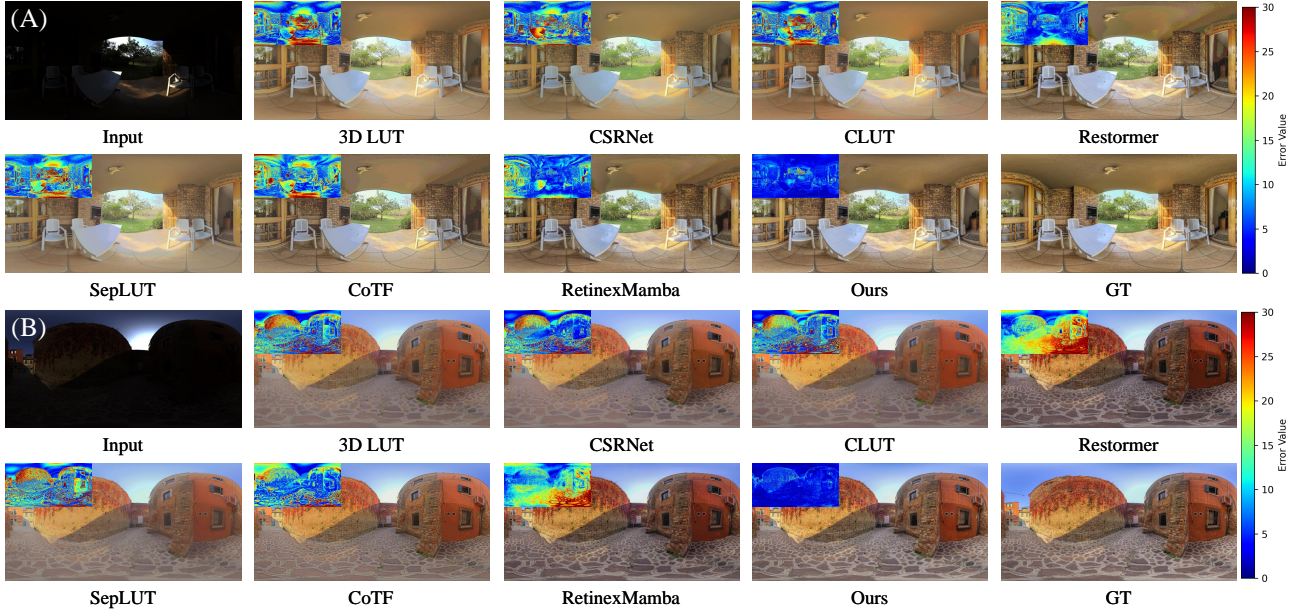 (A)
Input 3D LUT CSRNet CLUT Restormer
SepLUT CoTF RetinexMamba Ours GT
30
25
20
15
10
5
0
Error Value
(B)
Input 3D LUT CSRNet CLUT Restormer
SepLUT CoTF RetinexMamba Ours GT
30
25
20
15
10
5
0
Error Value